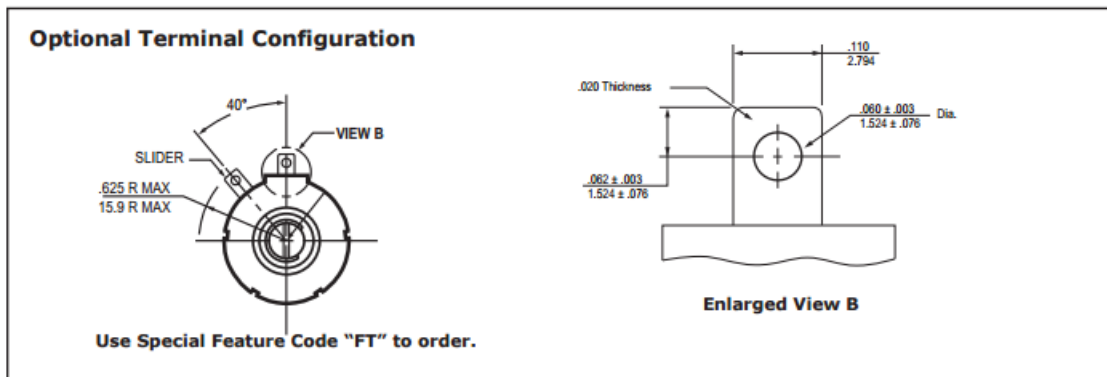 Optional Terminal Configuration
40°
VIEW B
SLIDER
.625 R MAX
15.9 R MAX
Use Special Feature Code “FT” to order.
.110
2.794
.020 Thickness
.060 ± .003
1.524 ± .076
Dia.
.062 ± .003
1.524 ± .076
Enlarged View B